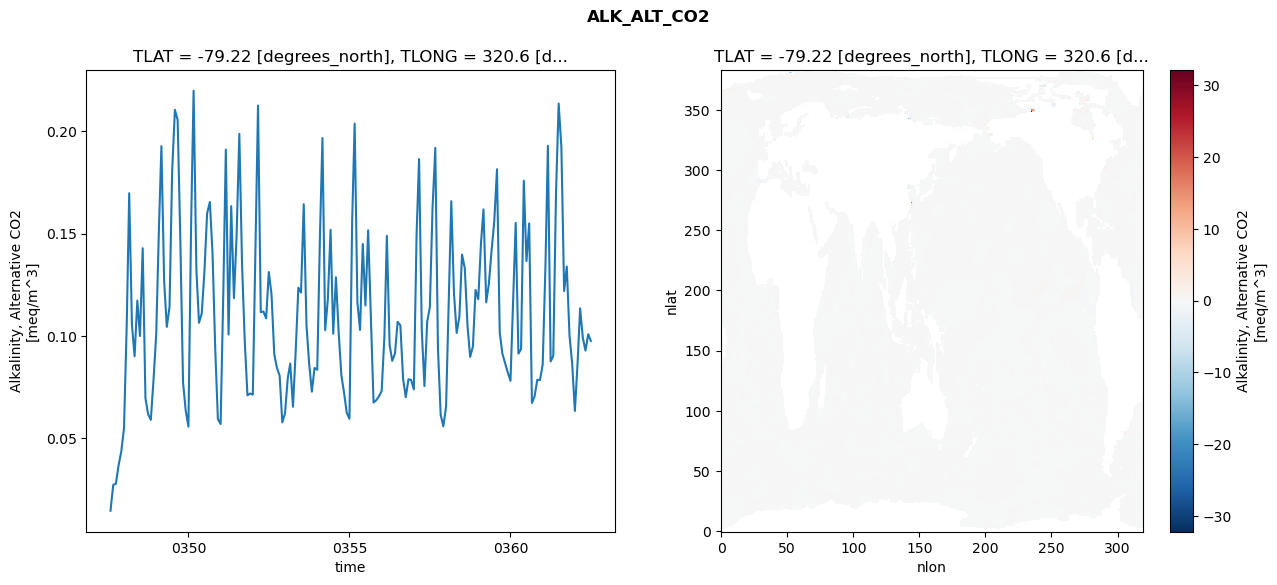 ALK_ALT_CO2
TLAT = -79.22 [degrees_north], TLONG = 320.6 [d...
Alkalinity, Alternative CO2
[meq/m^3]
0.20
0.15
0.10
0.05
0350
0355
0360
time
TLAT = -79.22 [degrees_north], TLONG = 320.6 [d...
nlat
350
300
250
200
150
100
50
0
0
50
100
150
200
250
300
nlon
30
20
10
0
−10
−20
−30
Alkalinity, Alternative CO2
[meq/m^3]